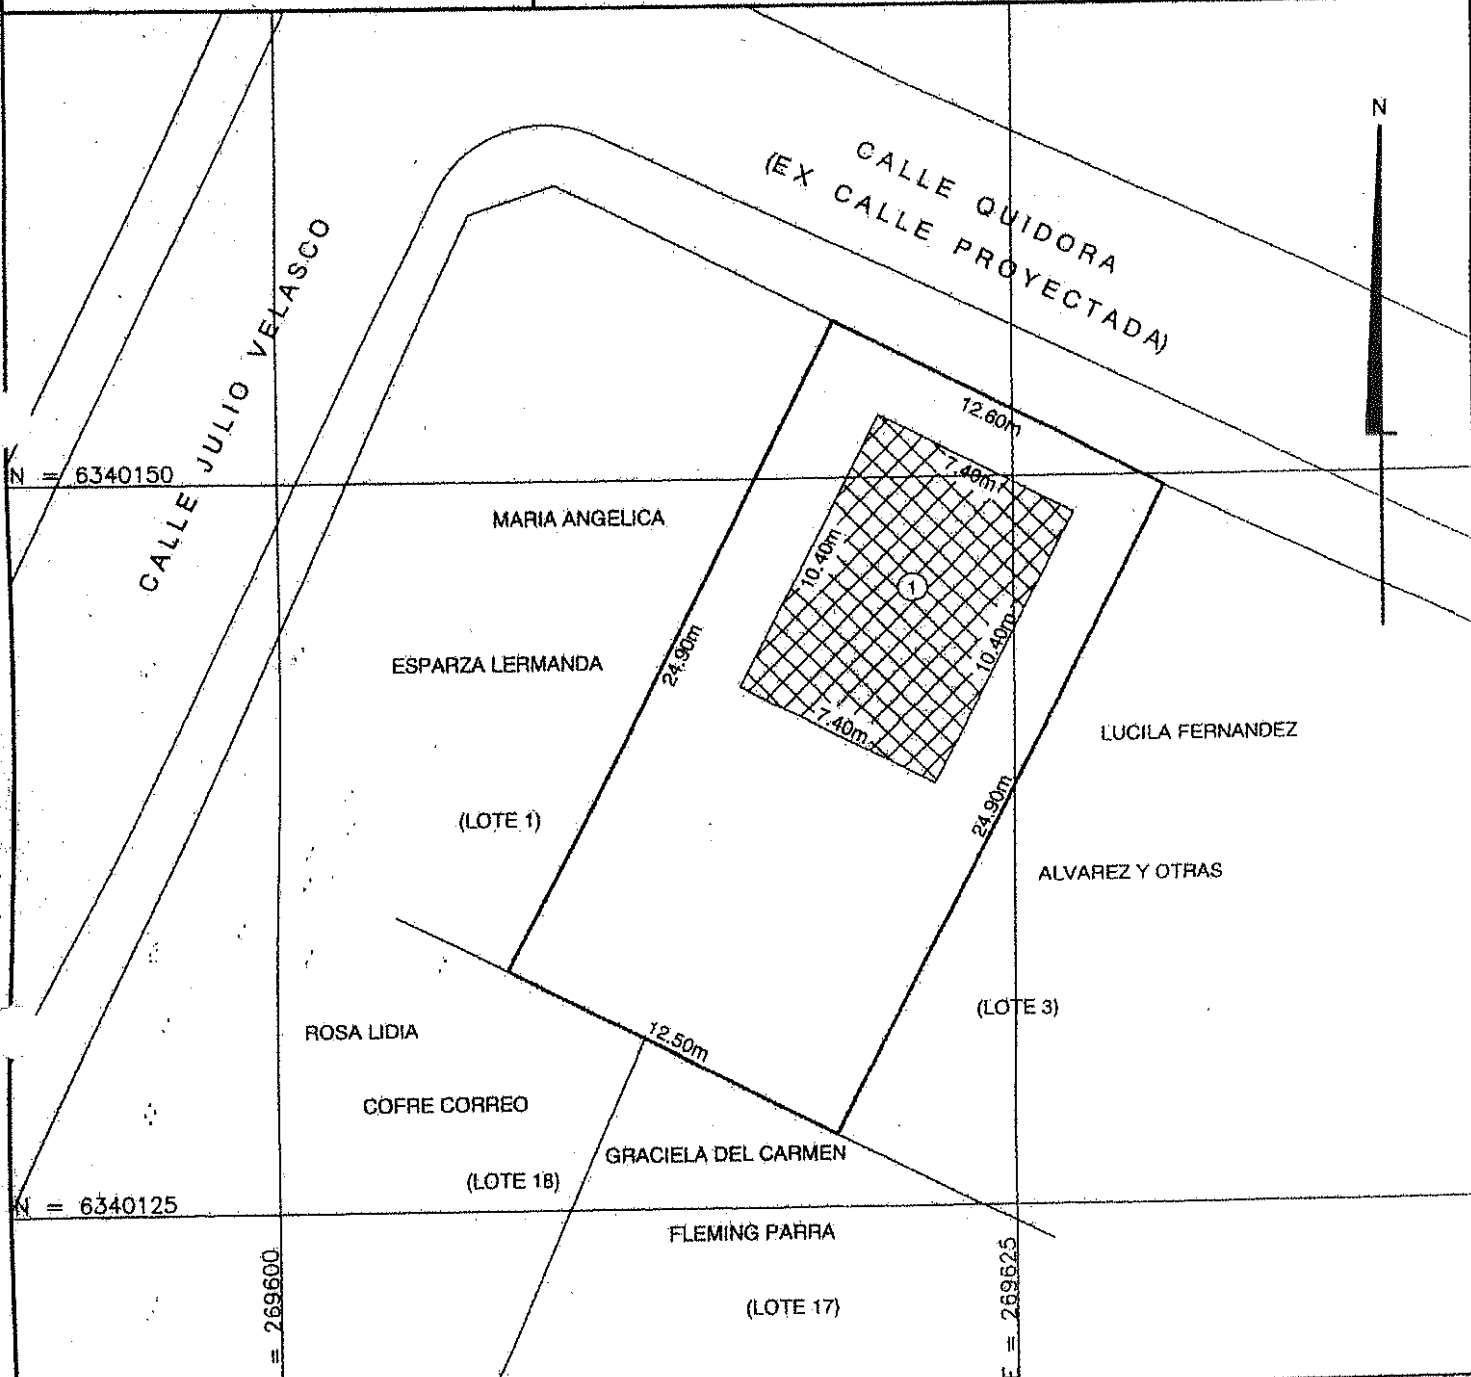 N
CALLE QUIDORA
(EX CALLE PROYECTADA)
CALLE JULIO VELASCO
12.60m
N = 6340150
7.40m
MARIA ANGELICA
10.40m
1
10.40m
24.90m
ESPARZA LERMANDA
7.40m
LUCILA FERNANDEZ
24.90m
(LOTE 1)
ALVAREZ Y OTRAS
(LOTE 3)
ROSA LIDIA
12.50m
COFRE CORREO
GRACIELA DEL CARMEN
(LOTE 18)
N = 6340125
FLEMING PARRA
= 269600
E = 269625
(LOTE 17)